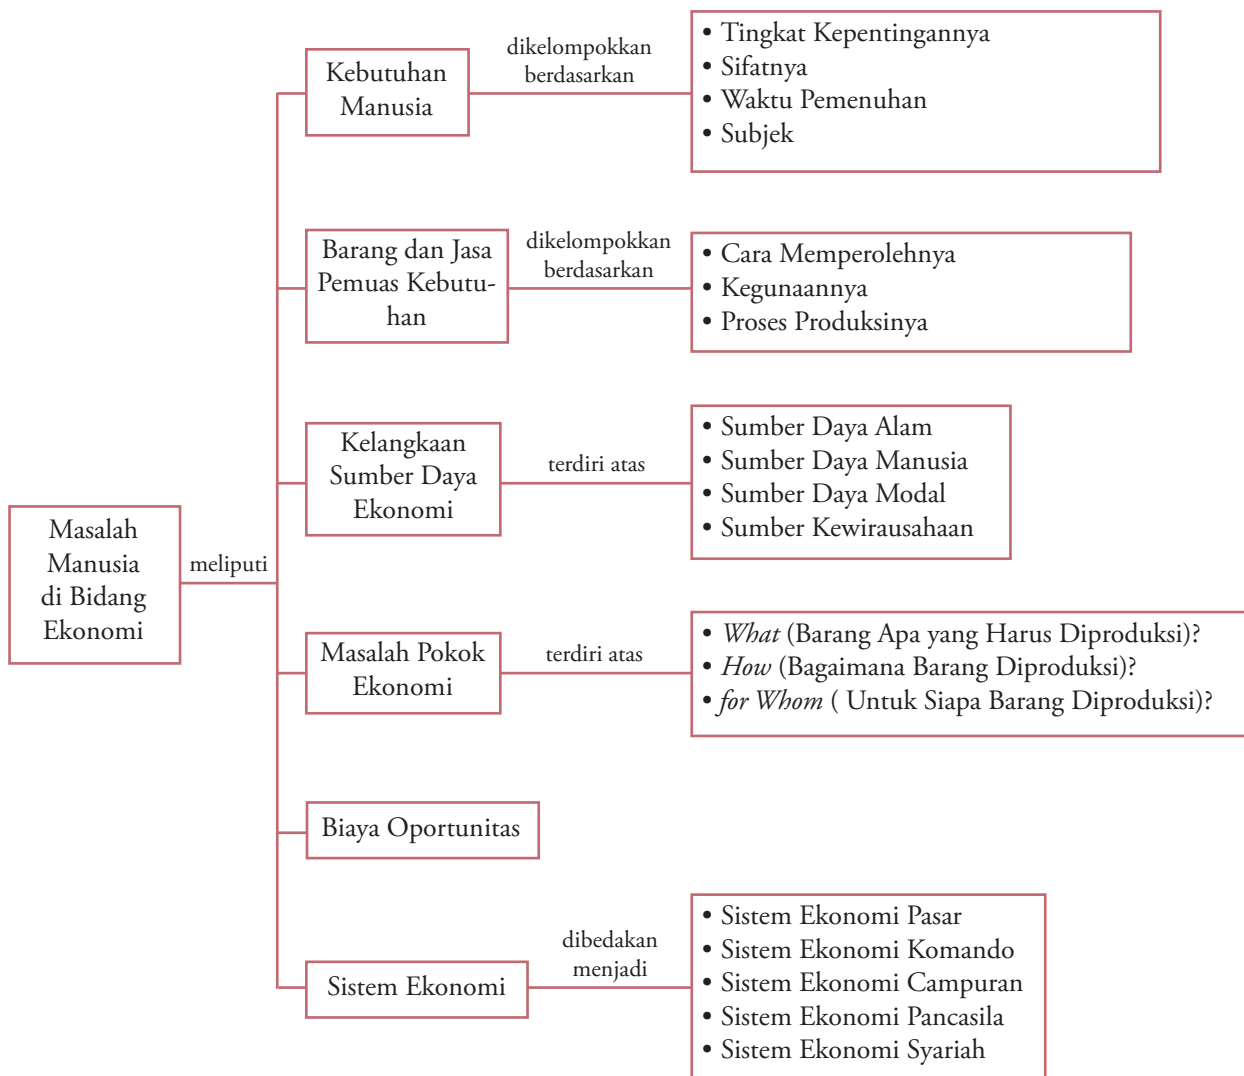 Masalah
Manusia
di Bidang
Ekonomi
meliputi
Kebutuhan
Manusia
dikelompokkan
berdasarkan
• Tingkat Kepentingannya
• Sifatnya
• Waktu Pemenuhan
• Subjek
Barang dan Jasa
Pemuas Kebutu-
han
dikelompokkan
berdasarkan
• Cara Memperolehnya
• Kegunaannya
• Proses Produksinya
Kelangkaan
Sumber Daya
Ekonomi
terdiri atas
• Sumber Daya Alam
• Sumber Daya Manusia
• Sumber Daya Modal
• Sumber Kewirausahaan
Masalah Pokok
Ekonomi
terdiri atas
• What (Barang Apa yang Harus Diproduksi)?
• How (Bagaimana Barang Diproduksi)?
• for Whom ( Untuk Siapa Barang Diproduksi)?
Biaya Oportunitas
Sistem Ekonomi
dibedakan
menjadi
• Sistem Ekonomi Pasar
• Sistem Ekonomi Komando
• Sistem Ekonomi Campuran
• Sistem Ekonomi Pancasila
• Sistem Ekonomi Syariah